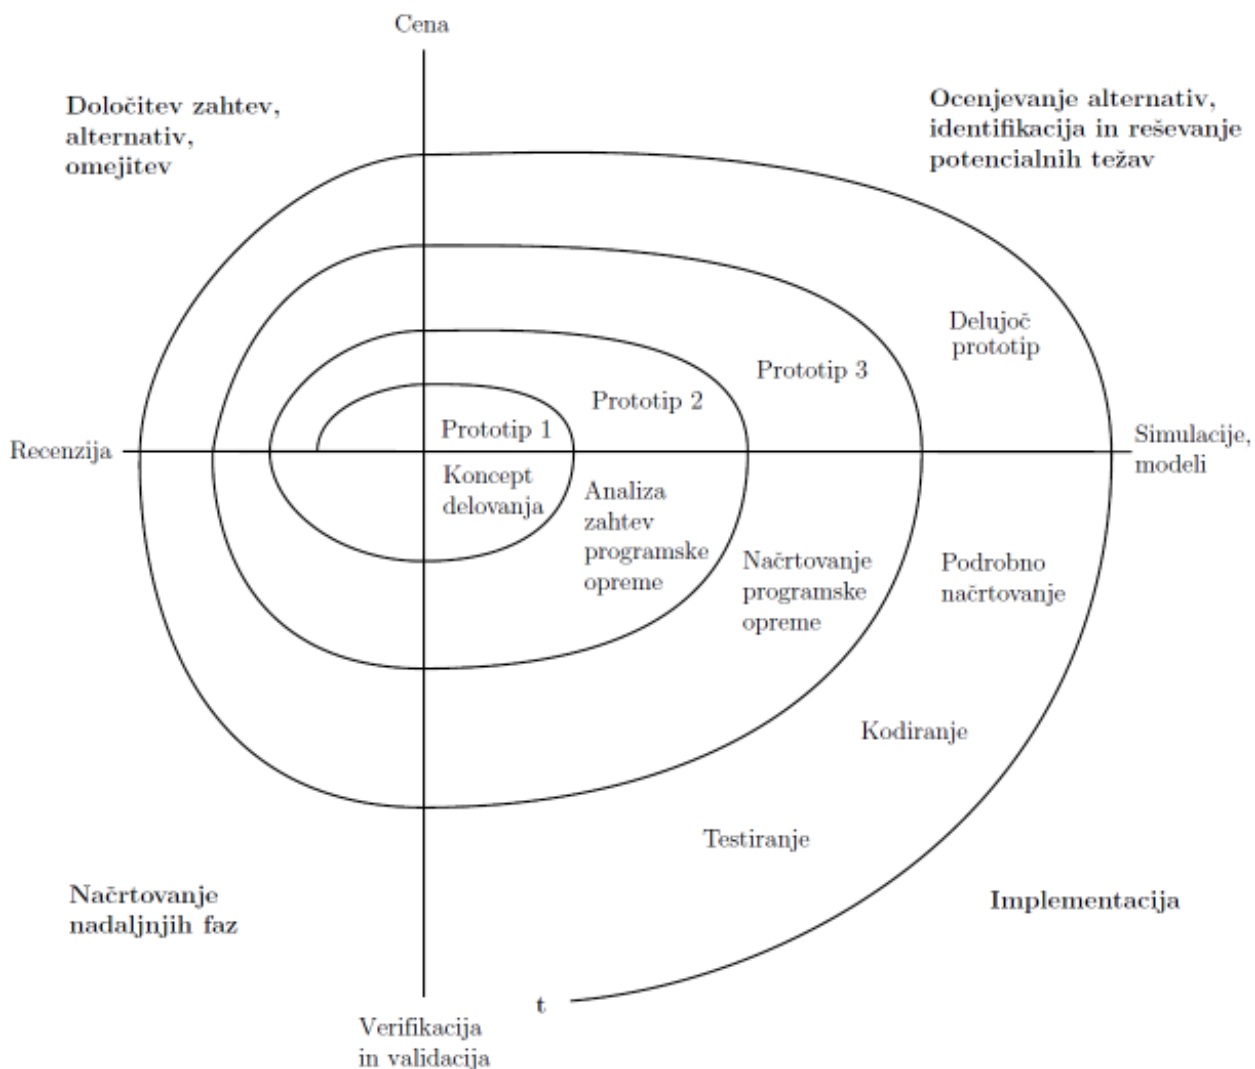 Cena
Določitev zahtev,
alternativ,
omejitev
Ocenjevanje alternativ,
identifikacija in reševanje
potencialnih težav
Delujoč
prototip
Prototip 3
Prototip 2
Prototip 1
Recenzija
Simulacije,
modeli
Koncept
delovanja
Analiza
zahtev
programske
opreme
Načrtovanje
programske
opreme
Podrobno
načrtovanje
Kodiranje
Testiranje
Načrtovanje
nadaljnjih faz
Implementacija
t
Verifikacija
in validacija